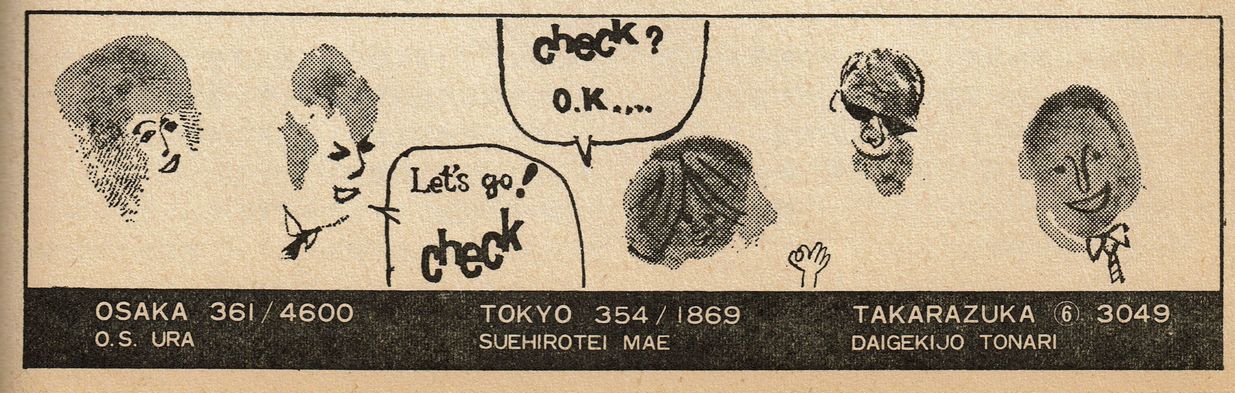 check?
O.K.,,..
Let's go!
check
OSAKA 361/4600
O.S. URA
TOKYO 354/1869
SUEHIROTEI MAE
TAKARAZUKA ⑥ 3049
DAIGEKIJO TONARI